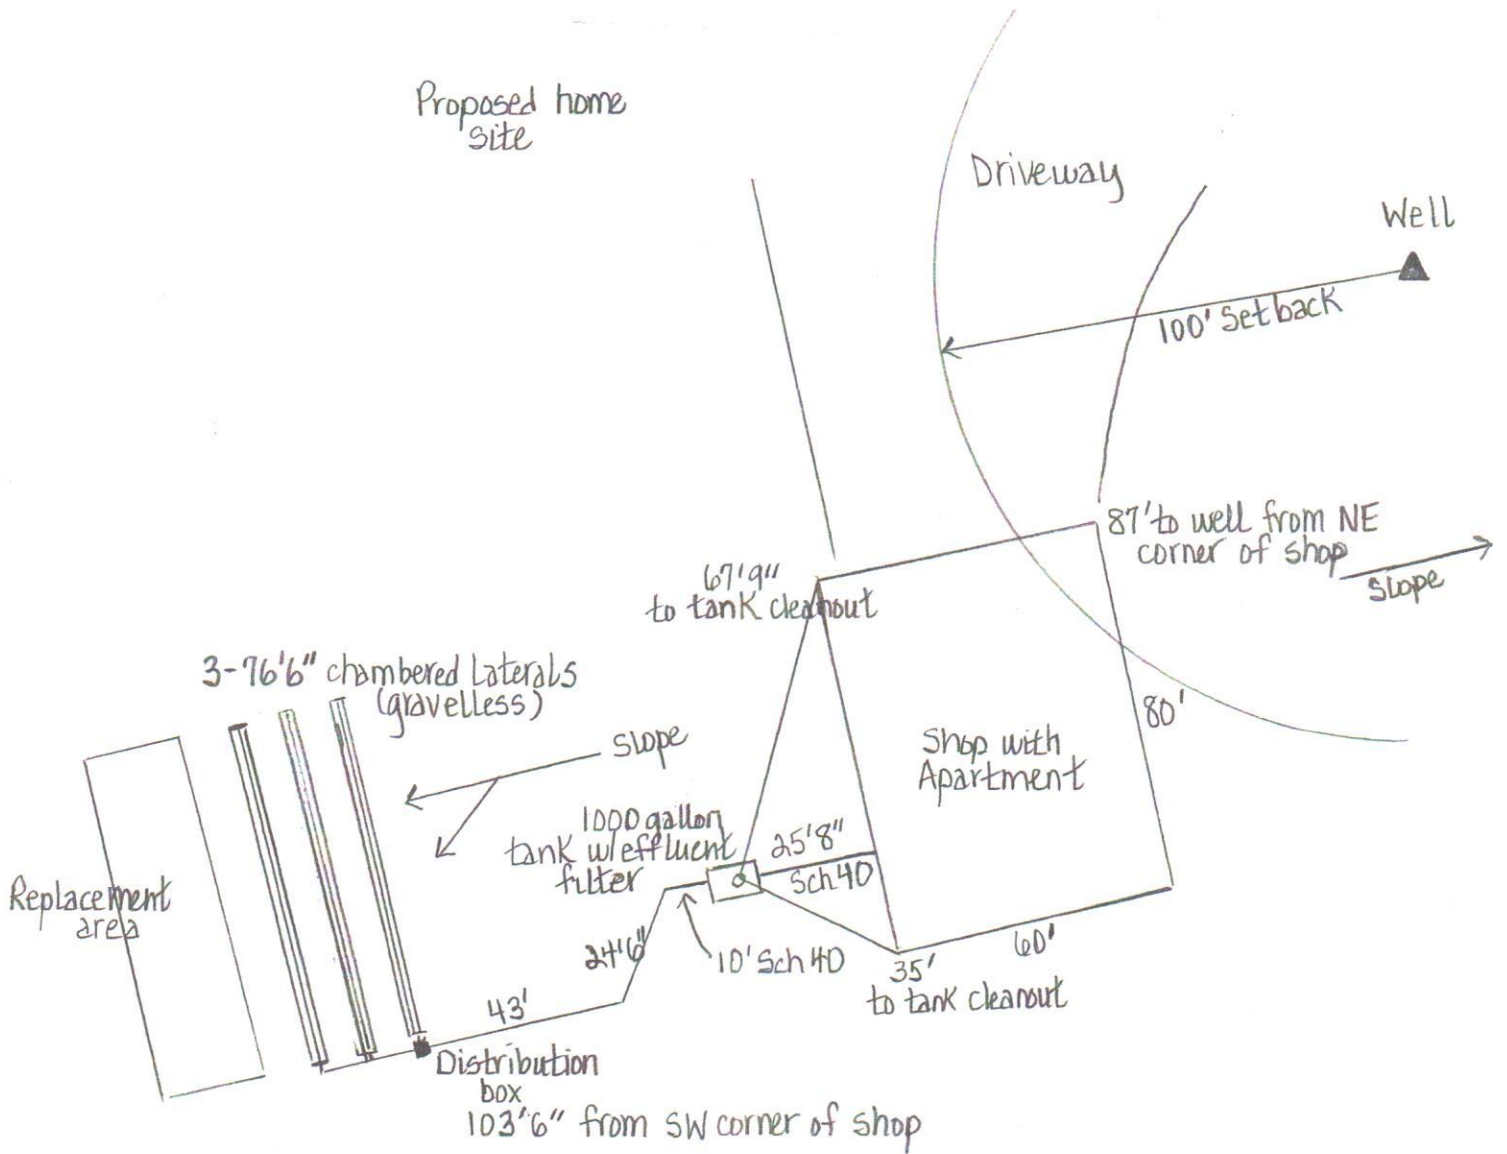 Proposed home
site
Driveway
Well
100' Setback
87' to well from NE
corner of shop
Slope
67'9"
to tank cleanout
3-76'6" chambered Laterals
(gravelless)
Slope
80'
Shop with
Apartment
1000 gallon
tank w/effluent
filter
25'8"
Sch 40
Replacement
area
24'6"
10' Sch 40
35'
to tank cleanout
60'
43'
Distribution
box
103'6" from SW corner of shop